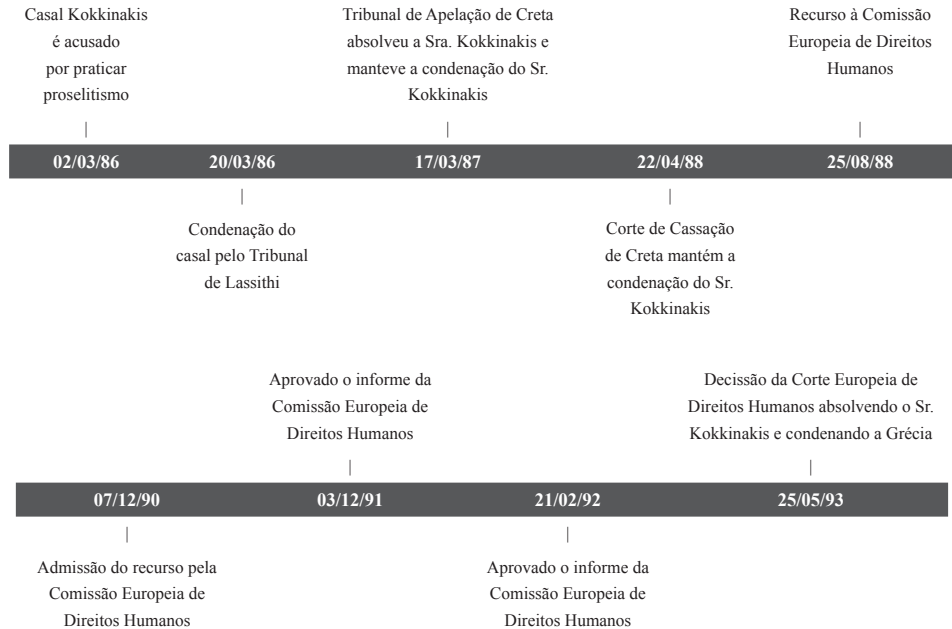 Casal Kokkinakis
é acusado
por praticar
proselitismo
Tribunal de Apelação de Creta
absolveu a Sra. Kokkinakis e
manteve a condenação do Sr.
Kokkinakis
Recurso à Comissão
Europeia de Direitos
Humanos
02/03/86 20/03/86 17/03/87 22/04/88 25/08/88
Condenação do
casal pelo Tribunal
de Lassithi
Corte de Cassação
de Creta mantém a
condenação do Sr.
Kokkinakis
Aprovado o informe da
Comissão Europeia de
Direitos Humanos
Decissão da Corte Europeia de
Direitos Humanos absolvendo o Sr.
Kokkinakis e condenando a Grécia
07/12/90 03/12/91 21/02/92 25/05/93
Admissão do recurso pela
Comissão Europeia de
Direitos Humanos
Aprovado o informe da
Comissão Europeia de
Direitos Humanos